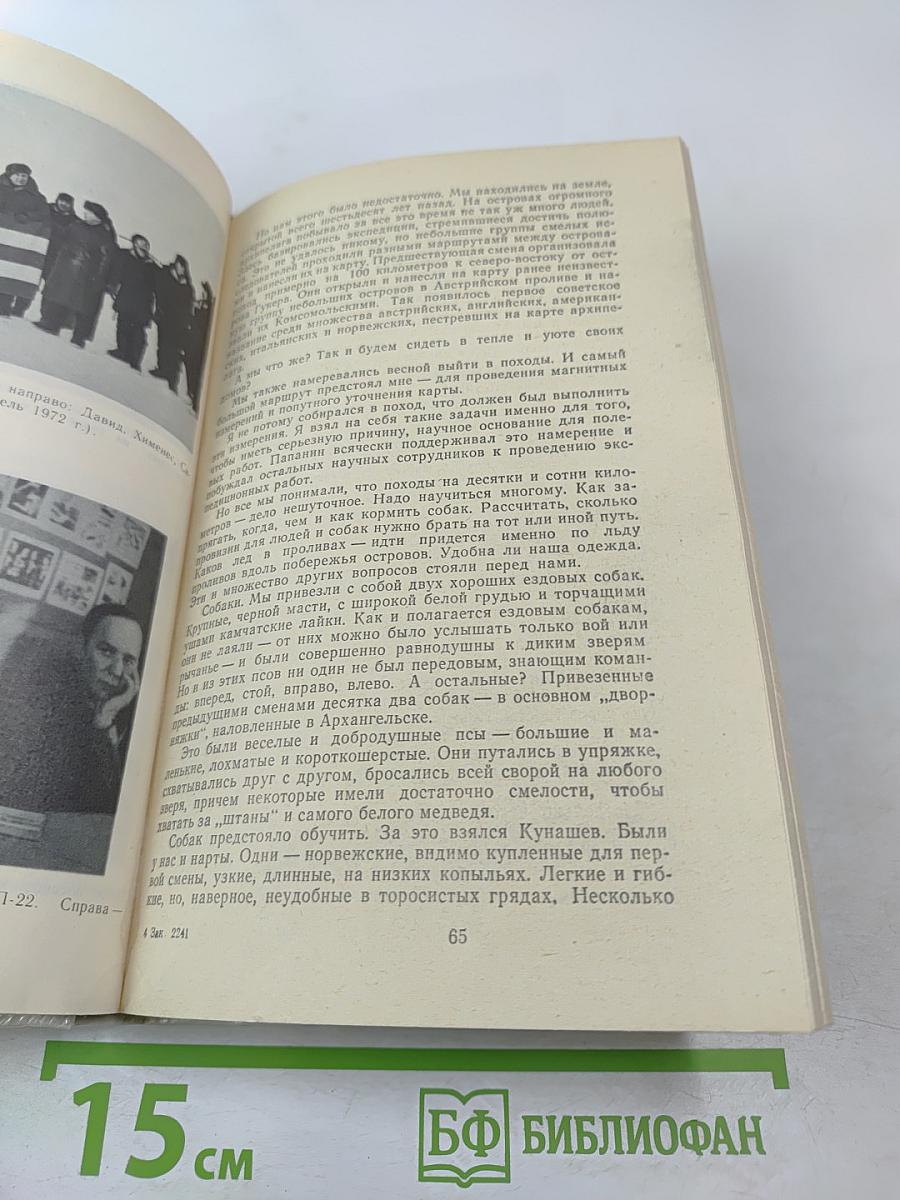 направо: Давид, Хименес, Са-
ель 1972 г.).
П-22. Справа —
Но нам этого было недостаточно. Мы находились на земле,
открытой всего шестьдесят лет назад. На островах огромного
архипелага побывало за все это время не так уж много людей.
Здесь базировались экспедиции, стремившиеся достичь полю-
са. Это не удалось никому, но небольшие группы смелых ис-
следователей проходили разными маршрутами между острова-
ми и нанесли их на карту. Предшествующая смена организовала
поход примерно на 100 километров к северо-востоку от ост-
рова Гукера. Они открыли и нанесли на карту ранее неизвест-
ную группу небольших островов в Австрийском проливе и на-
звали их Комсомольскими. Так появилось первое советское
название среди множества австрийских, английских, американ-
ских, итальянских и норвежских, пестревших на карте архипе-
лага.
А мы что же? Так и будем сидеть в тепле и уюте своих
домов?
Мы также намеревались весной выйти в походы. И самый
большой маршрут предстоял мне — для проведения магнитных
измерений и попутного уточнения карты.
Я не потому собирался в поход, что должен был выполнить
эти измерения. Я взял на себя такие задачи именно для того,
чтобы иметь серьезную причину, научное основание для поле-
вых работ. Папанин всячески поддерживал это намерение и
побуждал остальных научных сотрудников к проведению экс-
педиционных работ.
Но все мы понимали, что походы на десятки и сотни кило-
метров — дело нешуточное. Надо научиться многому. Как за-
прягать, когда, чем и как кормить собак. Рассчитать, сколько
провизии для людей и собак нужно брать на тот или иной путь.
Каков лед в проливах — идти придется именно по льду
проливов вдоль побережья островов. Удобна ли наша одежда.
Эти и множество других вопросов стояли перед нами.
Собаки. Мы привезли с собой двух хороших ездовых собак.
Крупные, черной масти, с широкой белой грудью и торчащими
ушами камчатские лайки. Как и полагается ездовым собакам,
они не лаяли — от них можно было услышать только вой или
рычанье — и были совершенно равнодушны к диким зверям
Но и из этих псов ни один не был передовым, знающим коман-
ды: вперед, стой, вправо, влево. А остальные? Привезенные
предыдущими сменами десятка два собак — в основном „двор-
няжки“, наловленные в Архангельске.
Это были веселые и добродушные псы — большие и ма-
ленькие, лохматые и короткошерстые. Они путались в упряжке,
схватывались друг с другом, бросались всей сворой на любого
зверя, причем некоторые имели достаточно смелости, чтобы
хватать за „штаны“ и самого белого медведя.
Собак предстояло обучить. За это взялся Кунашев. Были
у нас и нарты. Одни — норвежские, видимо купленные для пер-
вой смены, узкие, длинные, на низких копыльях. Легкие и гиб-
кие, но, наверное, неудобные в торосистых грядах. Несколько
4 Зак. 2241
65
15 см
БФ БИБЛИОФАН